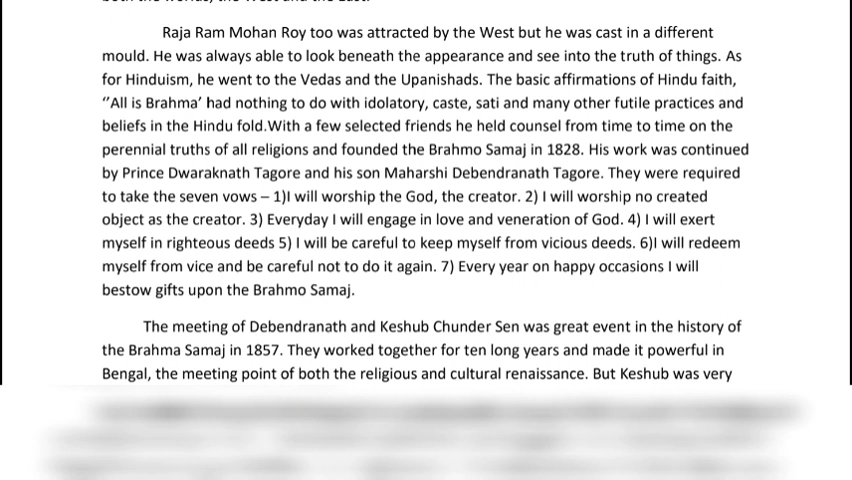 Raja Ram Mohan Roy too was attracted by the West but he was cast in a different
mould. He was always able to look beneath the appearance and see into the truth of things. As
for Hinduism, he went to the Vedas and the Upanishads. The basic affirmations of Hindu faith,
‘’All is Brahma’ had nothing to do with idolatory, caste, sati and many other futile practices and
beliefs in the Hindu fold.With a few selected friends he held counsel from time to time on the
perennial truths of all religions and founded the Brahmo Samaj in 1828. His work was continued
by Prince Dwaraknath Tagore and his son Maharshi Debendranath Tagore. They were required
to take the seven vows – 1)I will worship the God, the creator. 2) I will worship no created
object as the creator. 3) Everyday I will engage in love and veneration of God. 4) I will exert
myself in righteous deeds 5) I will be careful to keep myself from vicious deeds. 6)I will redeem
myself from vice and be careful not to do it again. 7) Every year on happy occasions I will
bestow gifts upon the Brahmo Samaj.
The meeting of Debendranath and Keshub Chunder Sen was great event in the history of
the Brahma Samaj in 1857. They worked together for ten long years and made it powerful in
Bengal, the meeting point of both the religious and cultural renaissance. But Keshub was very